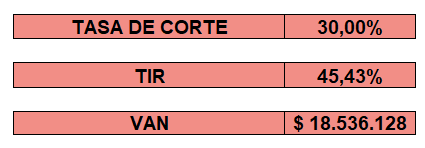 TASA DE CORTE 30,00%
TIR 45,43%
VAN $ 18.536.128